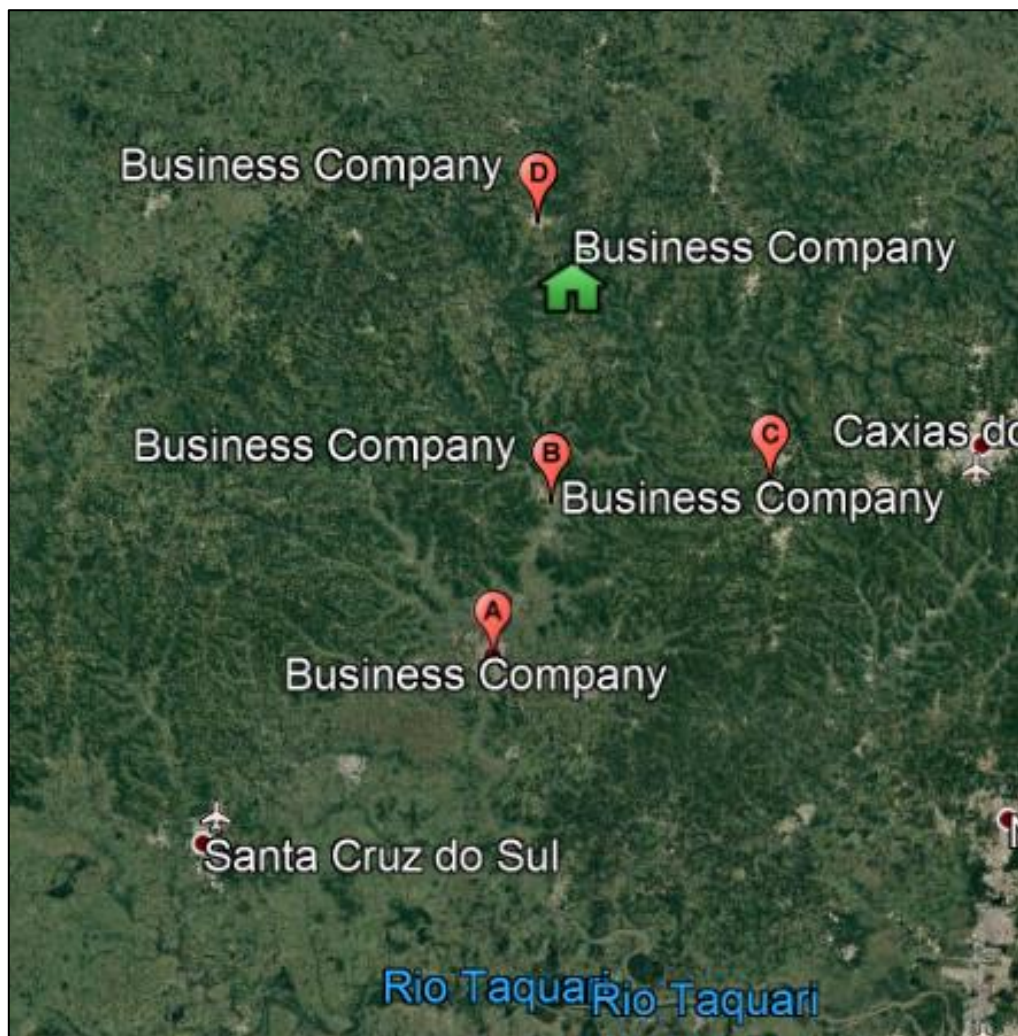 Business Company
D
Business Company
Business Company
B
C
Caxias do
Business Company
A
Business Company
Santa Cruz do Sul
N
Rio Taquari
Rio Taquari